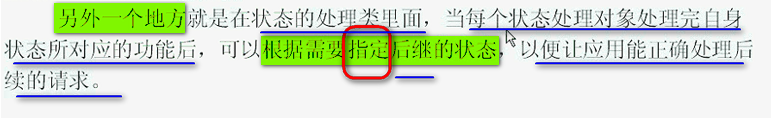 另外一个地方就是在状态的处理类里面，当每个状态处理对象处理完自身
状态所对应的功能后，可以根据需要指定后继的状态，以便让应用能正确处理后
续的请求。